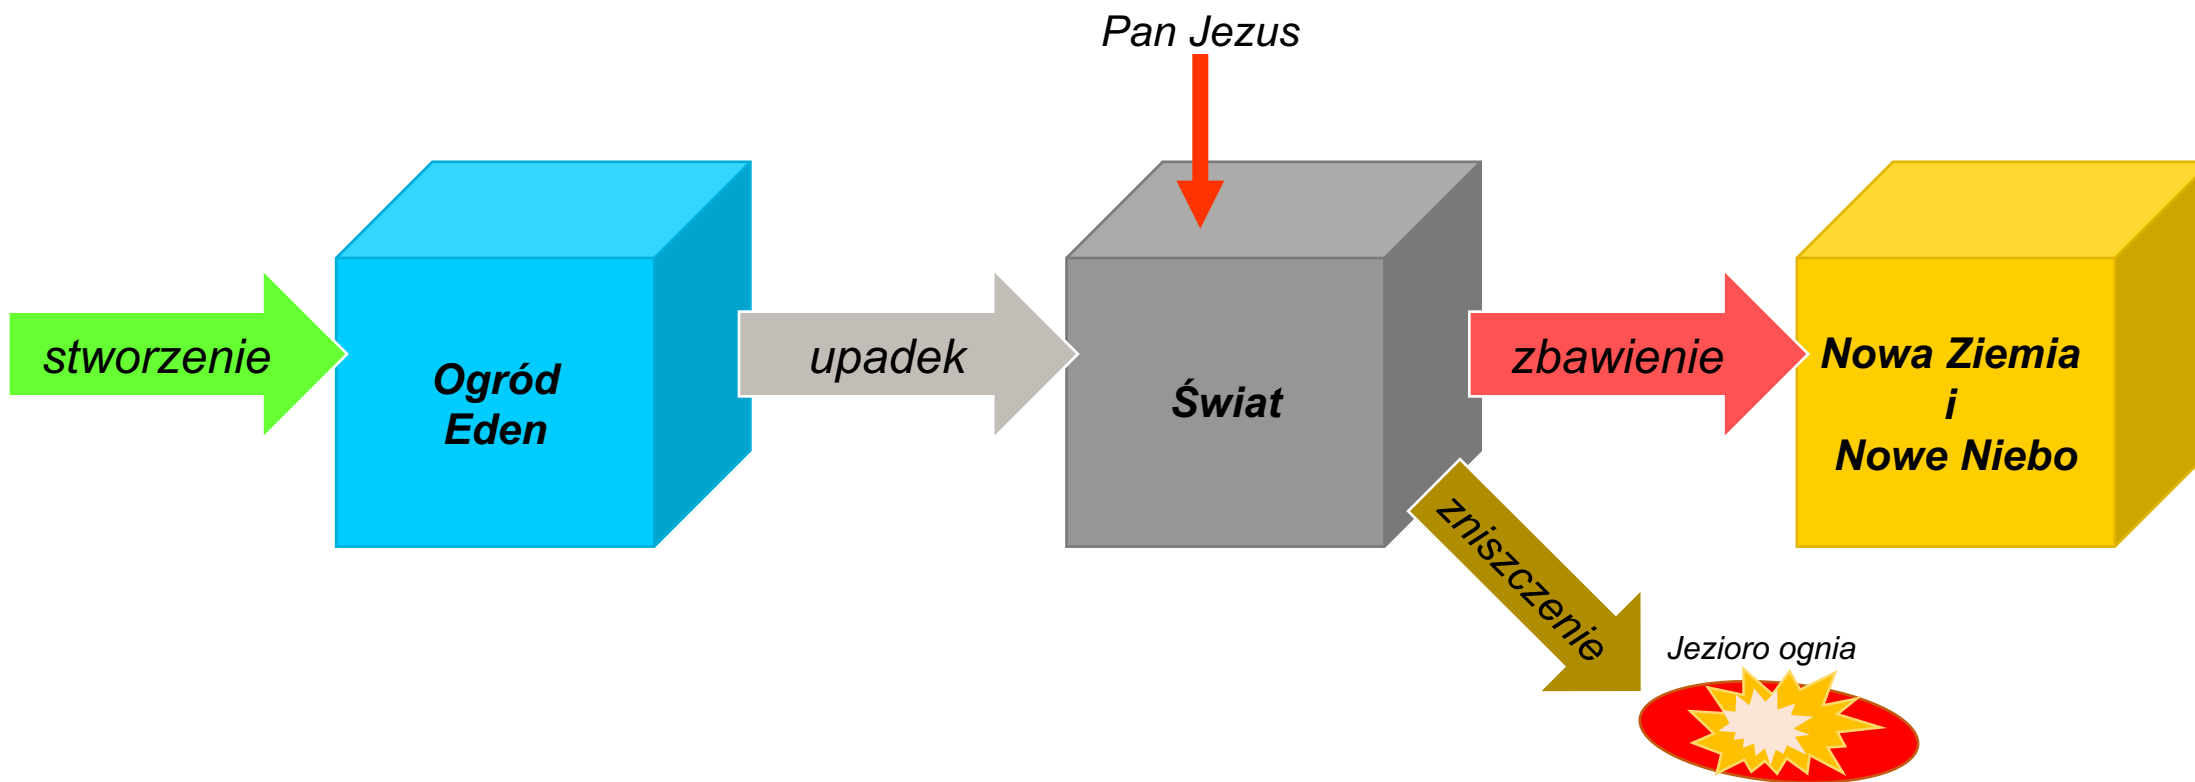 Pan Jezus
stworzenie
Ogród
Eden
upadek
Świat
zbawienie
Nowa Ziemia
i
Nowe Niebo
zniszczenie
Jezioro ognia